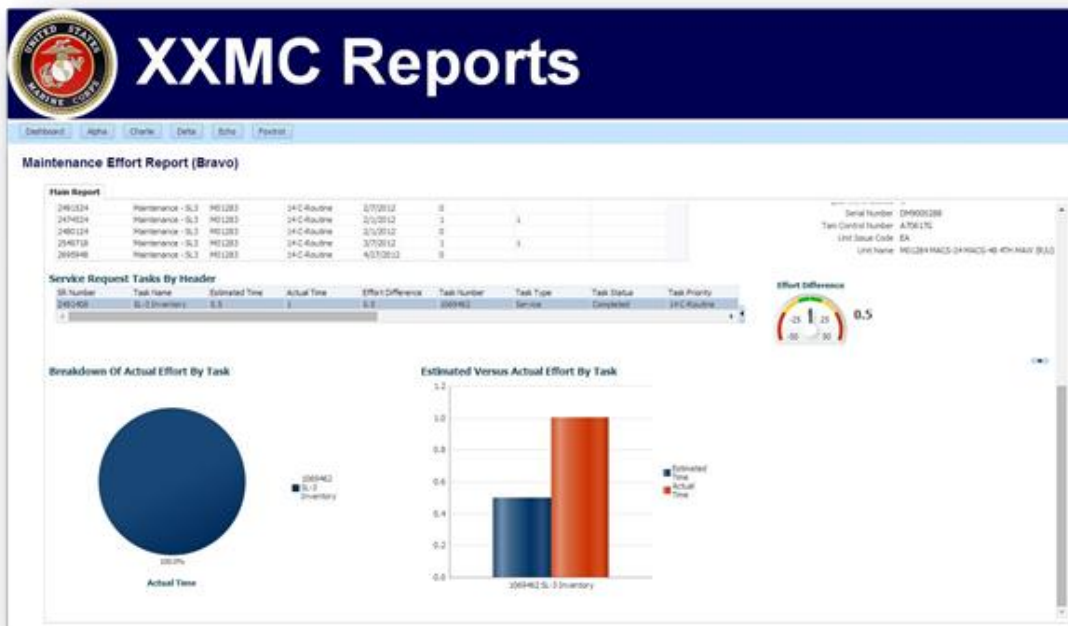 UNITED STATES
MARINE CORPS
XXMC Reports
Dashboard Alpha Charlie Delta Echo Foxtrot
Maintenance Effort Report (Bravo)
Main Report
2491524 Maintenance - SL3 M01283 14-C-Routine 2/7/2012 0
2474524 Maintenance - SL3 M01283 14-C-Routine 2/1/2012 1 1
2480124 Maintenance - SL3 M01283 14-C-Routine 2/1/2012 0
2548718 Maintenance - SL3 M01283 14-C-Routine 3/7/2012 1 1
2695948 Maintenance - SL3 M01283 14-C-Routine 4/17/2012 0
Serial Number
Tam Control Number A70617G
Unit Issue Code EA
Unit Name
Service Request Tasks By Header
SR Number Task Name Estimated Time Actual Time Effort Difference Task Number Task Type Task Status Task Priority
2491408 SL-3 Inventory 0.5 1 0.5 1069462 Service Completed 14-C-Routine
Effort Difference
-25 25
-50 50
0.5
Breakdown Of Actual Effort By Task
1069462
SL-3
Inventory
100.0%
Actual Time
Estimated Versus Actual Effort By Task
1.2
1.0
0.8
0.6
0.4
0.2
0.0
1069462 SL-3 Inventory
Estimated
Time
Actual
Time